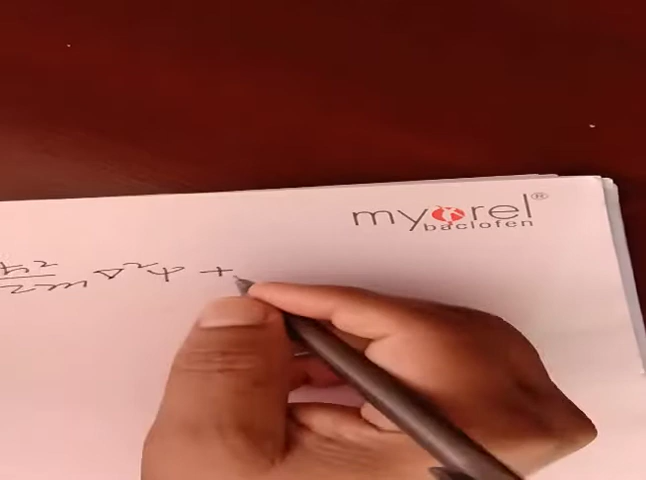 myorel®
baclofen
ħ²/2m ∇²ψ +